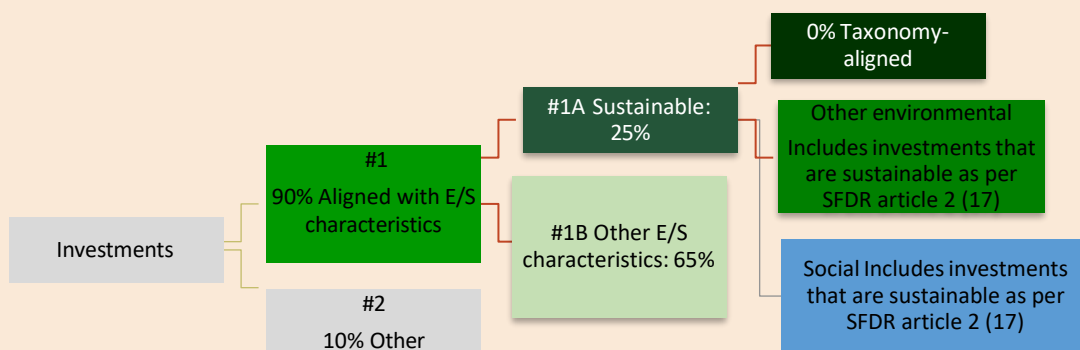 Investments
#1
90% Aligned with E/S
characteristics
#2
10% Other
#1A Sustainable:
25%
#1B Other E/S
characteristics: 65%
0% Taxonomy-
aligned
Other environmental
Includes investments that
are sustainable as per
SFDR article 2 (17)
Social Includes investments
that are sustainable as per
SFDR article 2 (17)